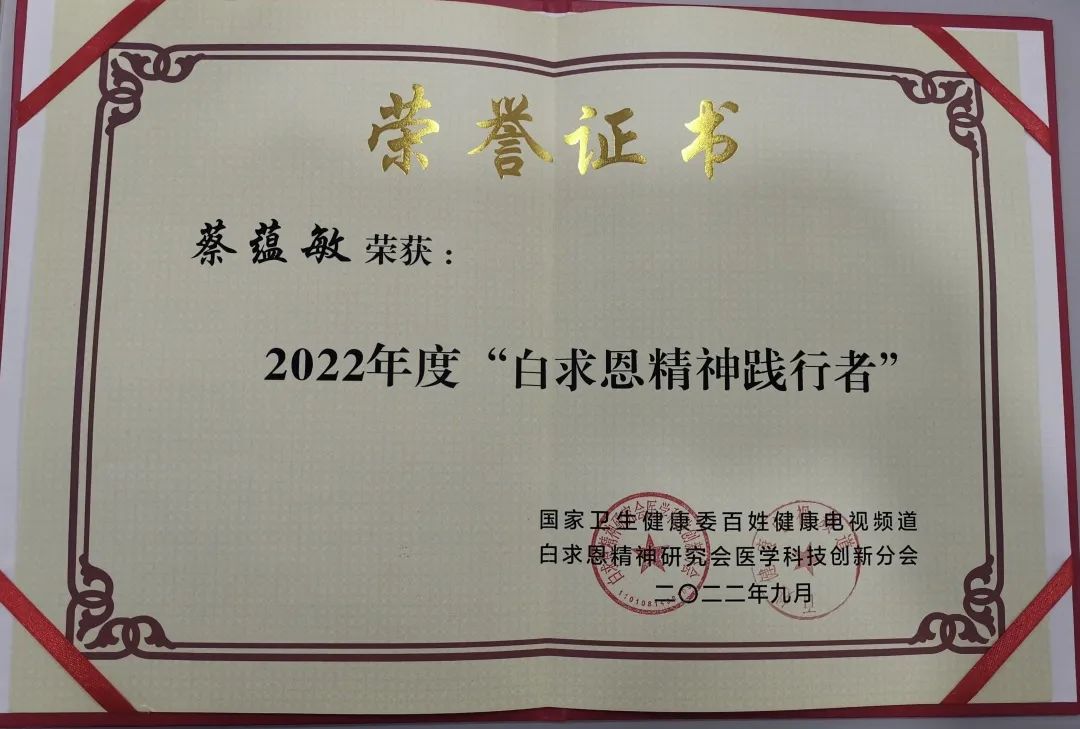 荣誉证书
蔡蕴敏荣获：
2022年度“白求恩精神践行者”
国家卫生健康委百姓健康电视频道
白求恩精神研究会医学科技创新分会
二〇二二年九月